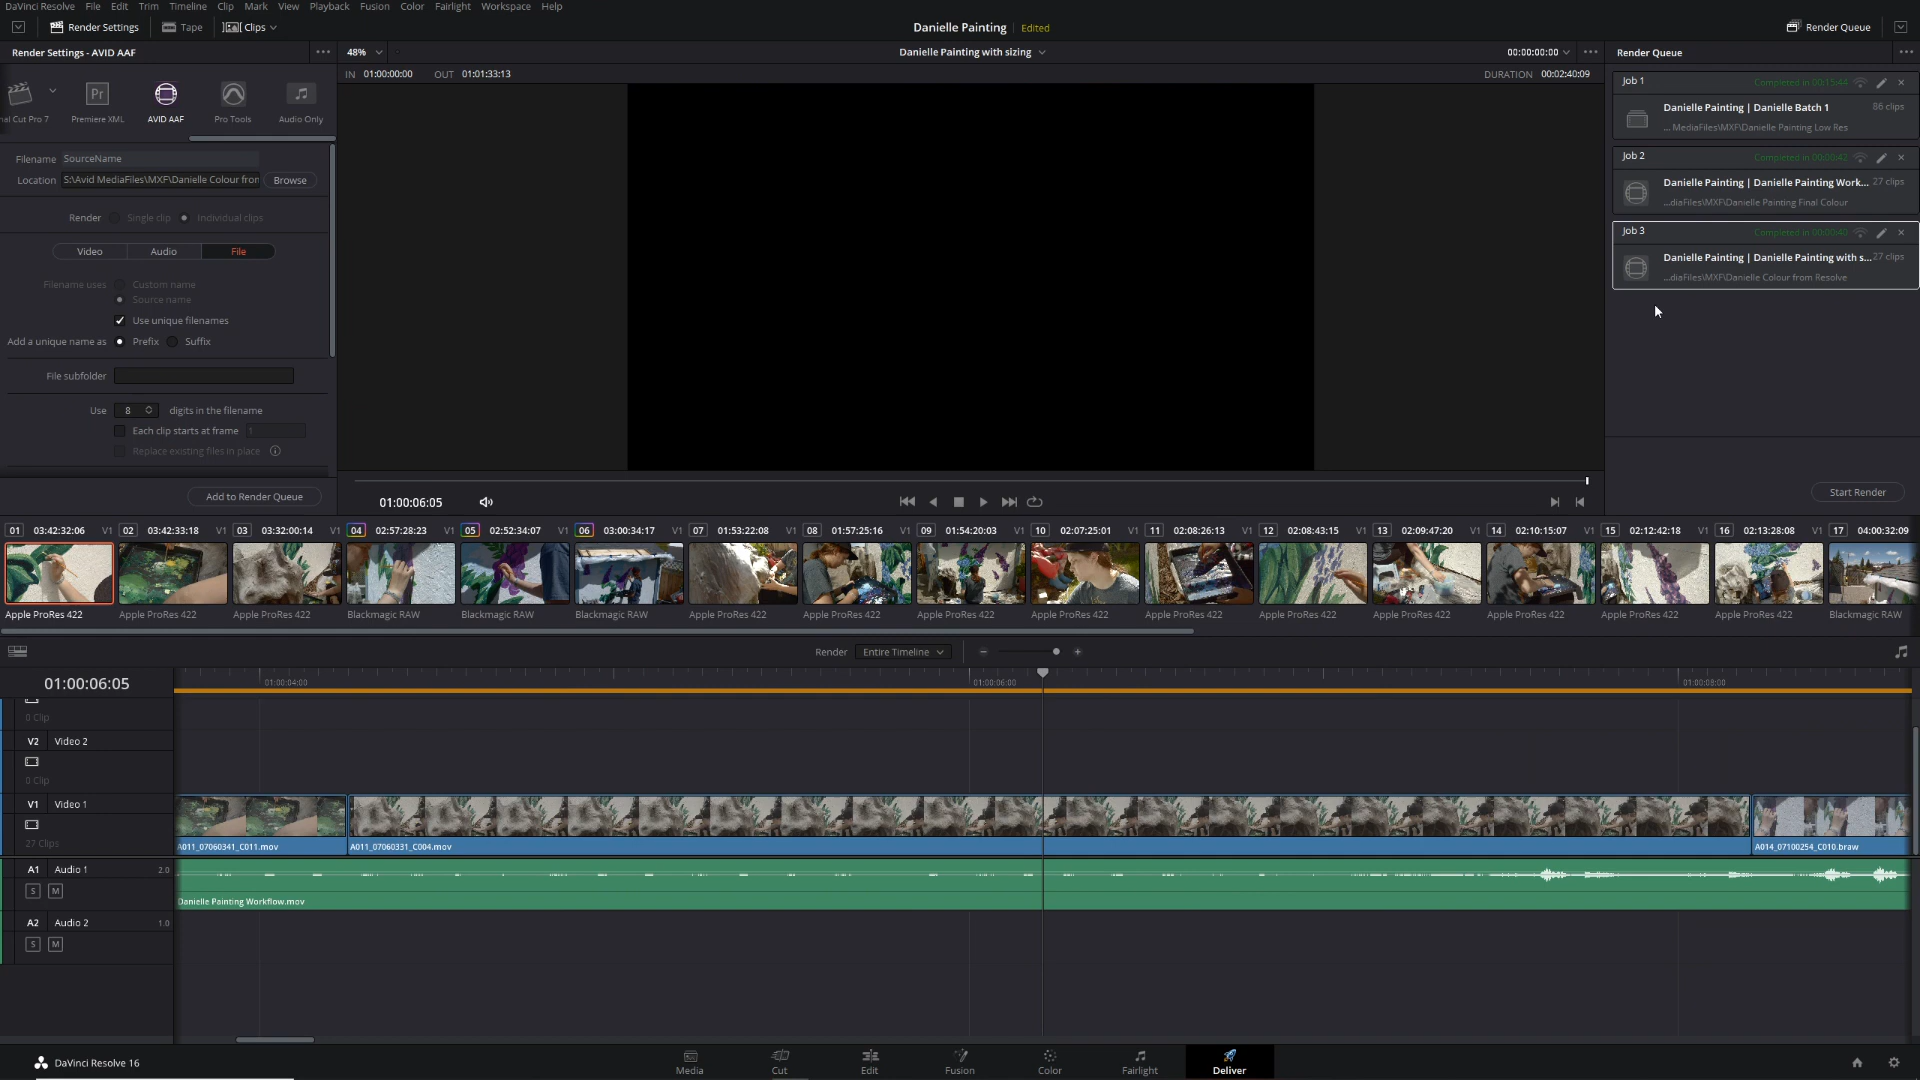 DaVinci Resolve File Edit Trim Timeline Clip Mark View Playback Fusion Color Fairlight Workspace Help
Render Settings Tape Clips Danielle Painting Edited Render Queue
Render Settings - AVID AAF 48% Danielle Painting with sizing 00:00:00:00 Render Queue
IN 01:00:00:00 OUT 01:01:33:13 DURATION 00:02:40:09
nal Cut Pro 7 Premiere XML AVID AAF Pro Tools Audio Only
Filename SourceName
Location S:\Avid MediaFiles\MXF\Danielle Colour fron Browse
Render Single clip Individual clips
Video Audio File
Filename uses Custom name
Source name
Use unique filenames
Add a unique name as Prefix Suffix
File subfolder
Use 8 digits in the filename
Each clip starts at frame 1
Replace existing files in place
Add to Render Queue
Job 1 Completed in 00:15:44
Danielle Painting | Danielle Batch 1 86 clips
... MediaFiles\MXF\Danielle Painting Low Res
Job 2
Danielle Painting | Danielle Painting Work... 27 clips
...diaFiles\MXF\Danielle Painting Final Colour
Job 3 Completed in 00:00:40
Danielle Painting | Danielle Painting with s... 27 clips
...diaFiles\MXF\Danielle Colour from Resolve
Start Render
01:00:06:05
01 03:42:32:06 V1 02 03:42:33:18 V1 03 03:32:00:14 V1 04 02:57:28:23 V1 05 02:52:34:07 V1 06 03:00:34:17 V1 07 01:53:22:08 V1 08 01:57:25:16 V1 09 01:54:20:03 V1 10 02:07:25:01 V1 11 02:08:26:13 V1 12 02:08:43:15 V1 13 02:09:47:20 V1 14 02:10:15:07 V1 15 02:12:42:18 V1 16 02:13:28:08 V1 17 04:00:32:09
Apple ProRes 422 Apple ProRes 422 Apple ProRes 422 Blackmagic RAW Blackmagic RAW Blackmagic RAW Apple ProRes 422 Apple ProRes 422 Apple ProRes 422 Apple ProRes 422 Apple ProRes 422 Apple ProRes 422 Apple ProRes 422 Apple ProRes 422 Apple ProRes 422 Apple ProRes 422 Blackmagic RAW
Render Entire Timeline
01:00:06:05 01:00:04:00 01:00:06:00 01:00:08:00
0 Clip
V2 Video 2
0 Clip
V1 Video 1
27 Clips
A011_07060341_C011.mov A011_07060331_C004.mov A014_07100254_C010.braw
A1 Audio 1 2.0
S M
Danielle Painting Workflow.mov
A2 Audio 2 1.0
S M
DaVinci Resolve 16 Media Cut Edit Fusion Color Fairlight Deliver